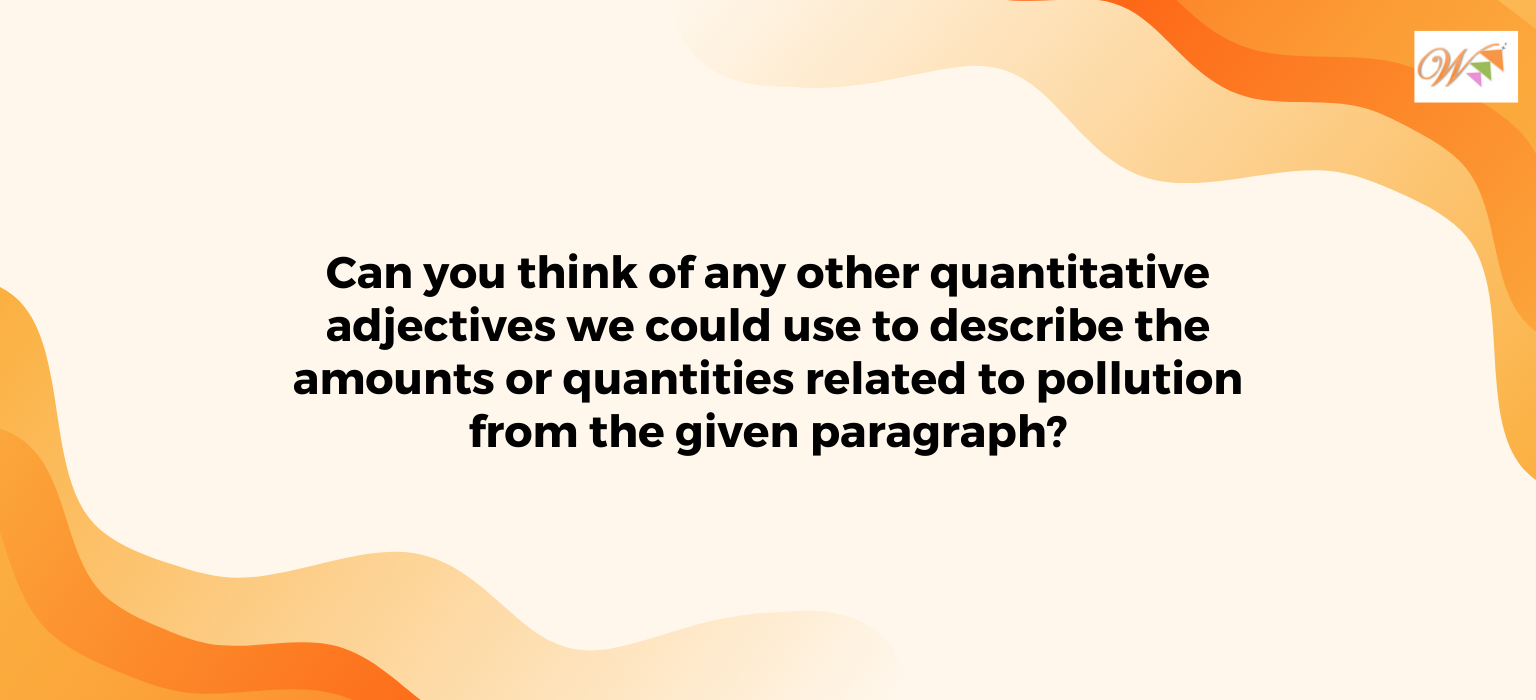 W
Can you think of any other quantitative
adjectives we could use to describe the
amounts or quantities related to pollution
from the given paragraph?